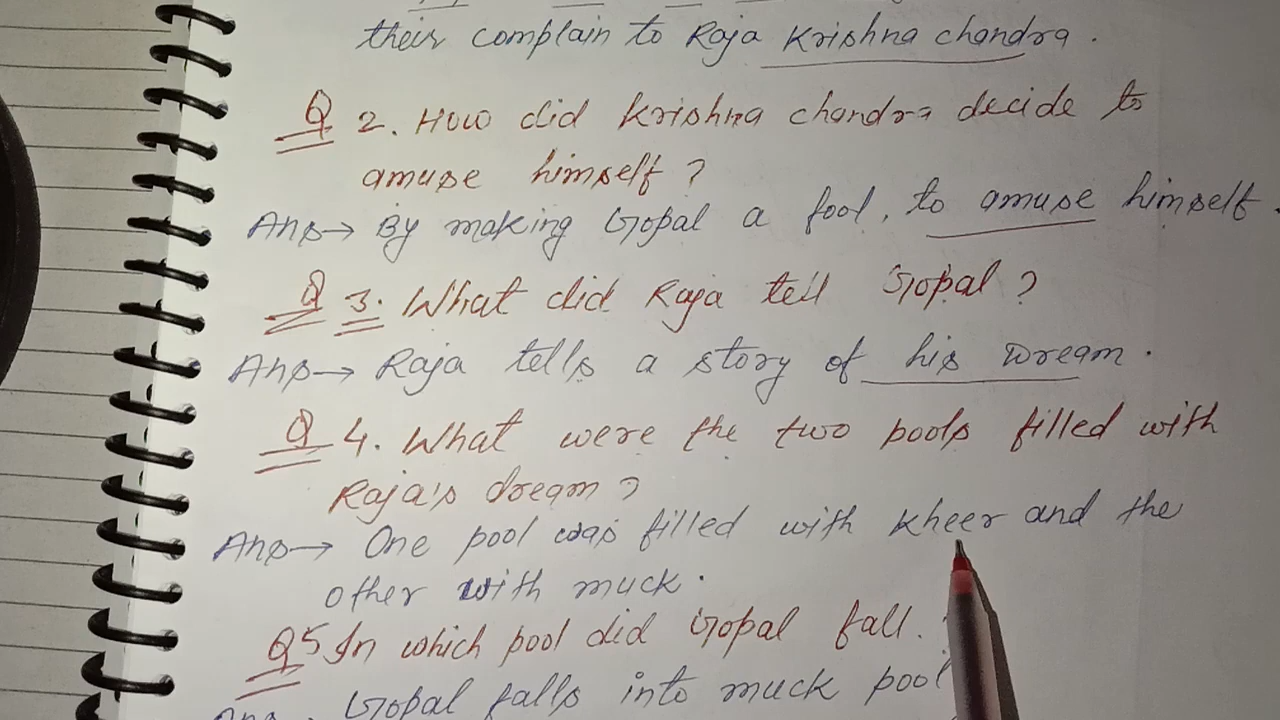 their complain to Raja Krishna chandra.
Q 2. How did Krishna chandra decide to
amuse himself?
Ans→ By making Gopal a fool, to amuse himself.
Q 3. What did Raja tell Gopal?
Ans→ Raja tells a story of his Dream.
Q 4. What were the two pools filled with
Raja's dream?
Ans→ One pool was filled with Kheer and the
other with muck.
Q5 In which pool did Gopal fall.
Ans. Gopal falls into muck pool